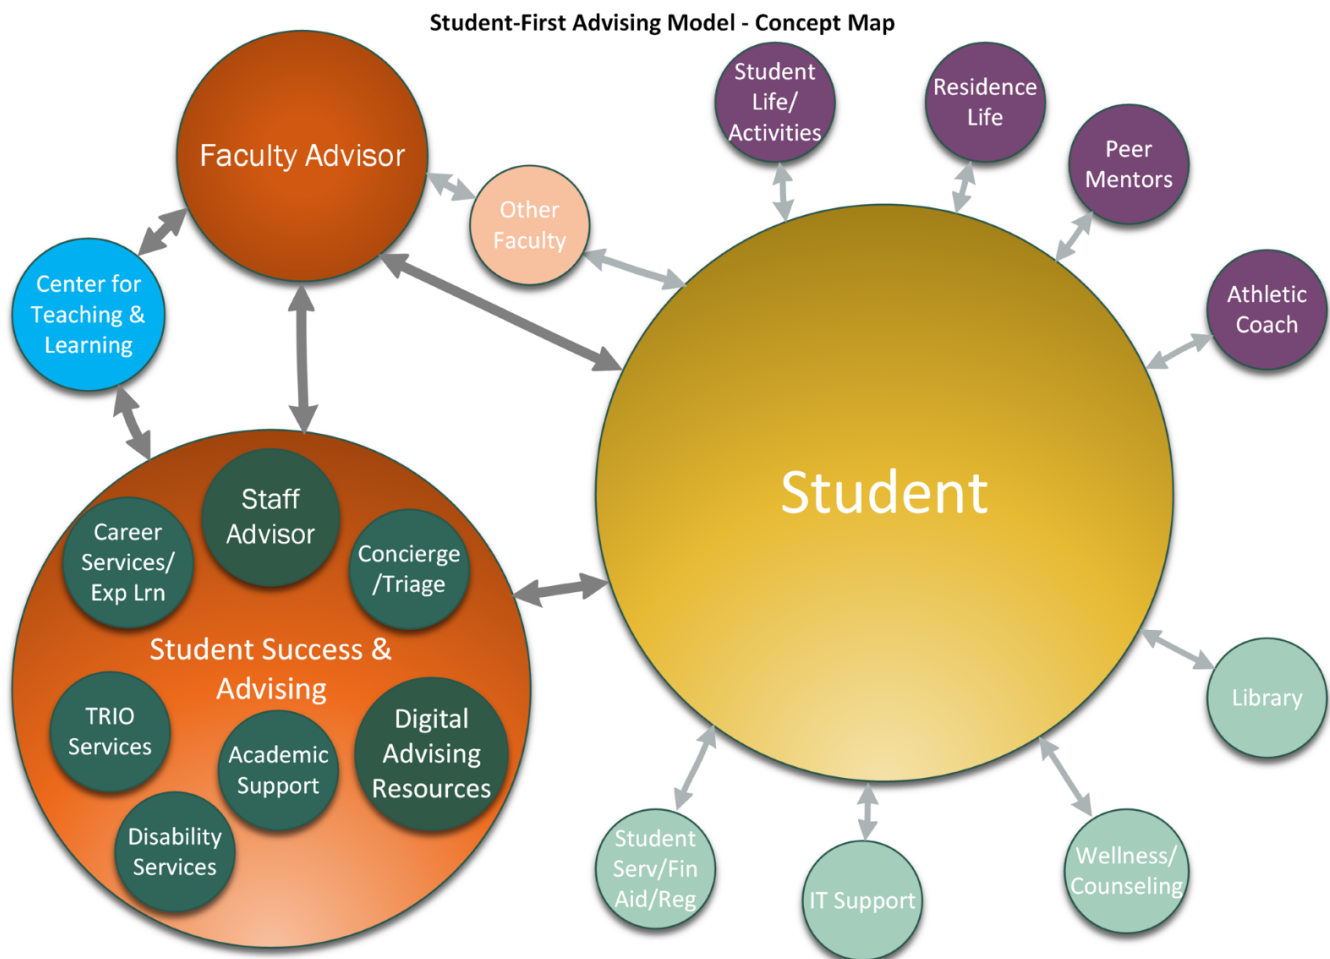 Student-First Advising Model - Concept Map
Faculty Advisor
Other
Faculty
Student
Life/
Activities
Residence
Life
Peer
Mentors
Athletic
Coach
Center for
Teaching &
Learning
Student
Staff
Advisor
Career
Services/
Exp Lrn
Concierge
/Triage
Student Success &
Advising
TRIO
Services
Academic
Support
Digital
Advising
Resources
Disability
Services
Library
Student
Serv/Fin
Aid/Reg
IT Support
Wellness/
Counseling